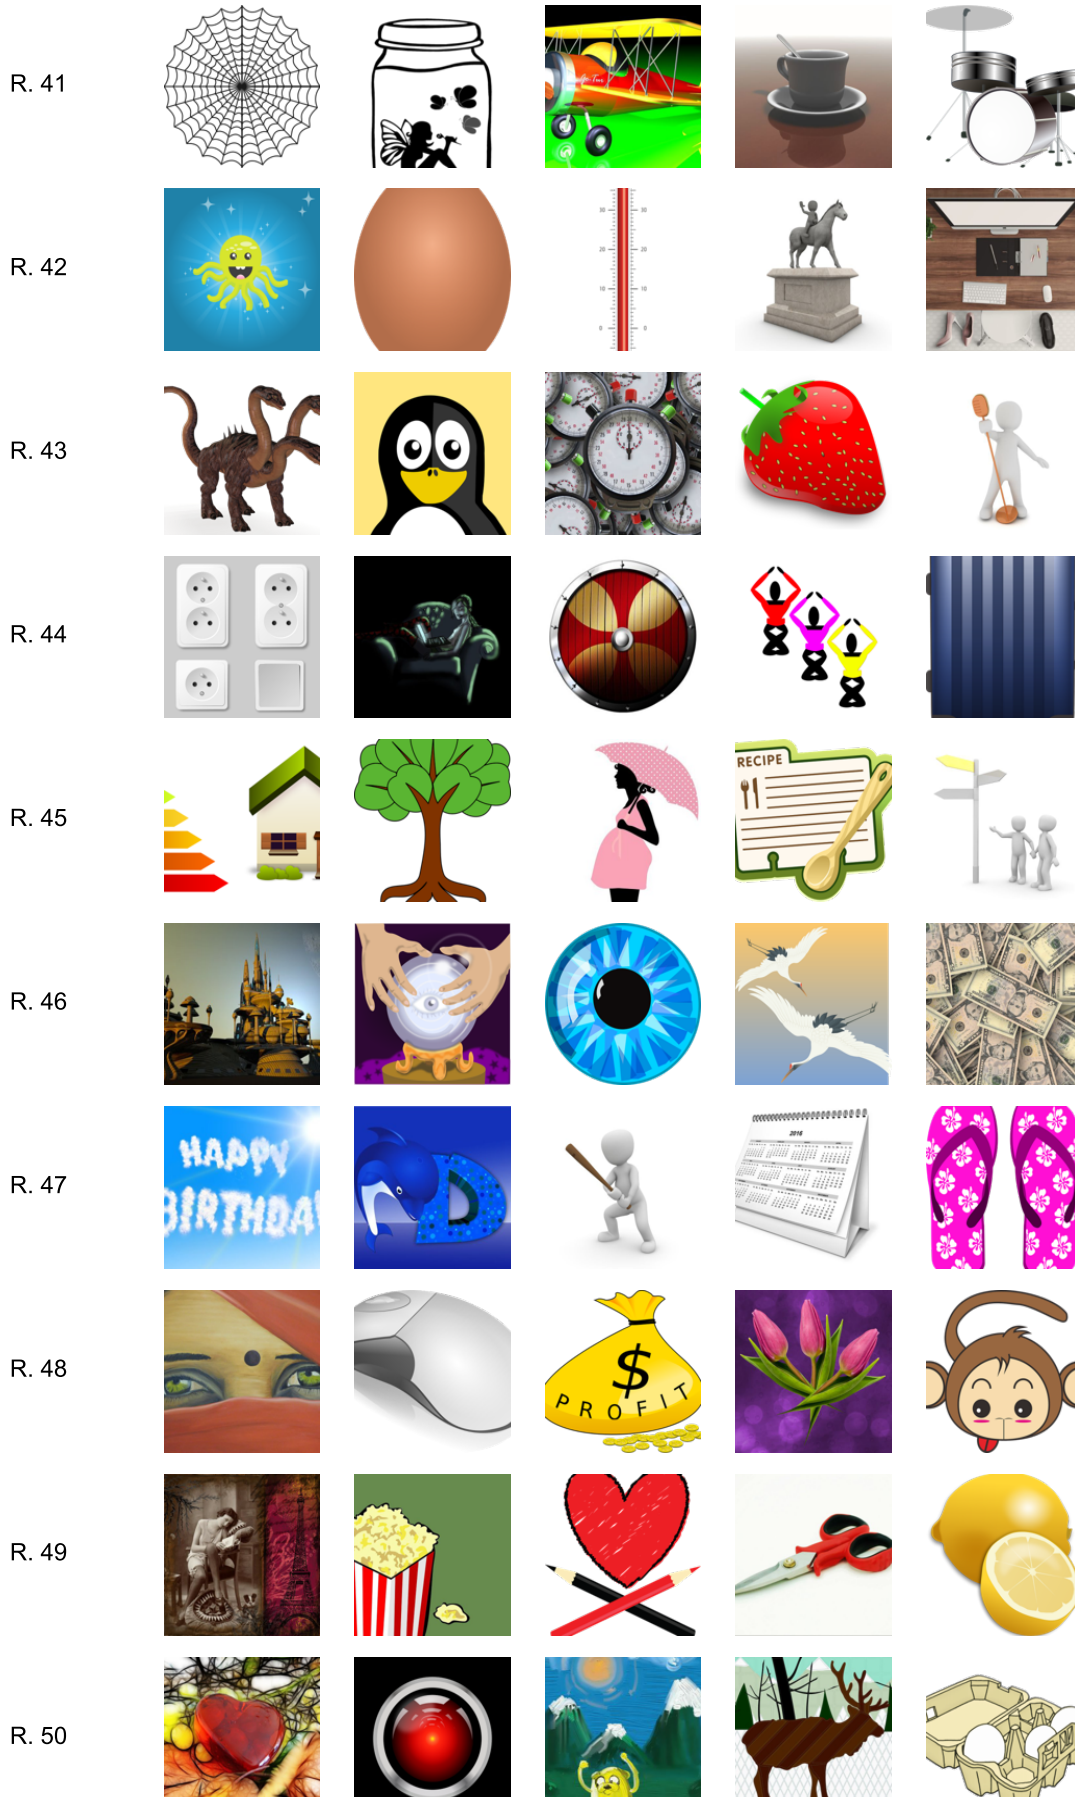 R. 41
R. 42
R. 43
R. 44
R. 45
RECIPE
R. 46
R. 47
HAPPY
BIRTHDA
D
2016
R. 48
$
PROFIT
R. 49
R. 50